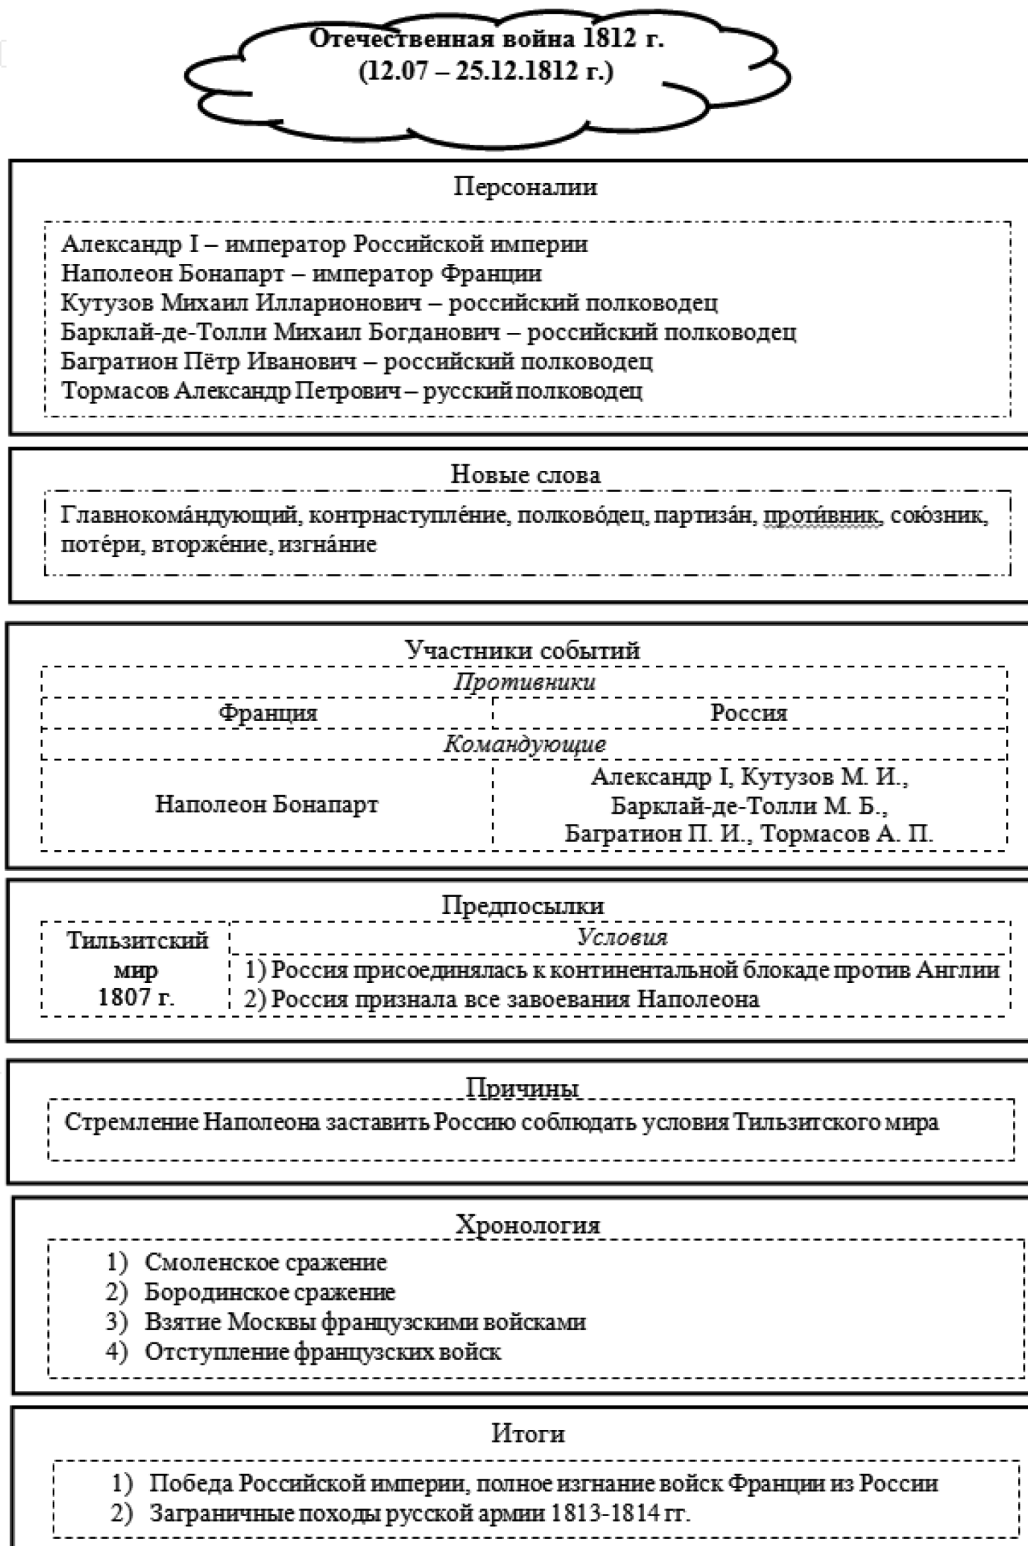 Отечественная война 1812 г.
(12.07 – 25.12.1812 г.)
Персоналии
Александр I – император Российской империи
Наполеон Бонапарт – император Франции
Кутузов Михаил Илларионович – российский полководец
Барклай-де-Толли Михаил Богданович – российский полководец
Багратион Пётр Иванович – российский полководец
Тормасов Александр Петрович – русский полководец
Новые слова
Главнокома́ндующий, контрнаступле́ние, полково́дец, партиза́н, проти́вник, сою́зник,
поте́ри, вторже́ние, изгна́ние
Участники событий
Противники
Франция Россия
Командующие
Наполеон Бонапарт
Александр I, Кутузов М. И.,
Барклай-де-Толли М. Б.,
Багратион П. И., Тормасов А. П.
Предпосылки
Тильзитский
мир
1807 г.
Условия
1) Россия присоединялась к континентальной блокаде против Англии
2) Россия признала все завоевания Наполеона
Причины
Стремление Наполеона заставить Россию соблюдать условия Тильзитского мира
Хронология
1) Смоленское сражение
2) Бородинское сражение
3) Взятие Москвы французскими войсками
4) Отступление французских войск
Итоги
1) Победа Российской империи, полное изгнание войск Франции из России
2) Заграничные походы русской армии 1813-1814 гг.